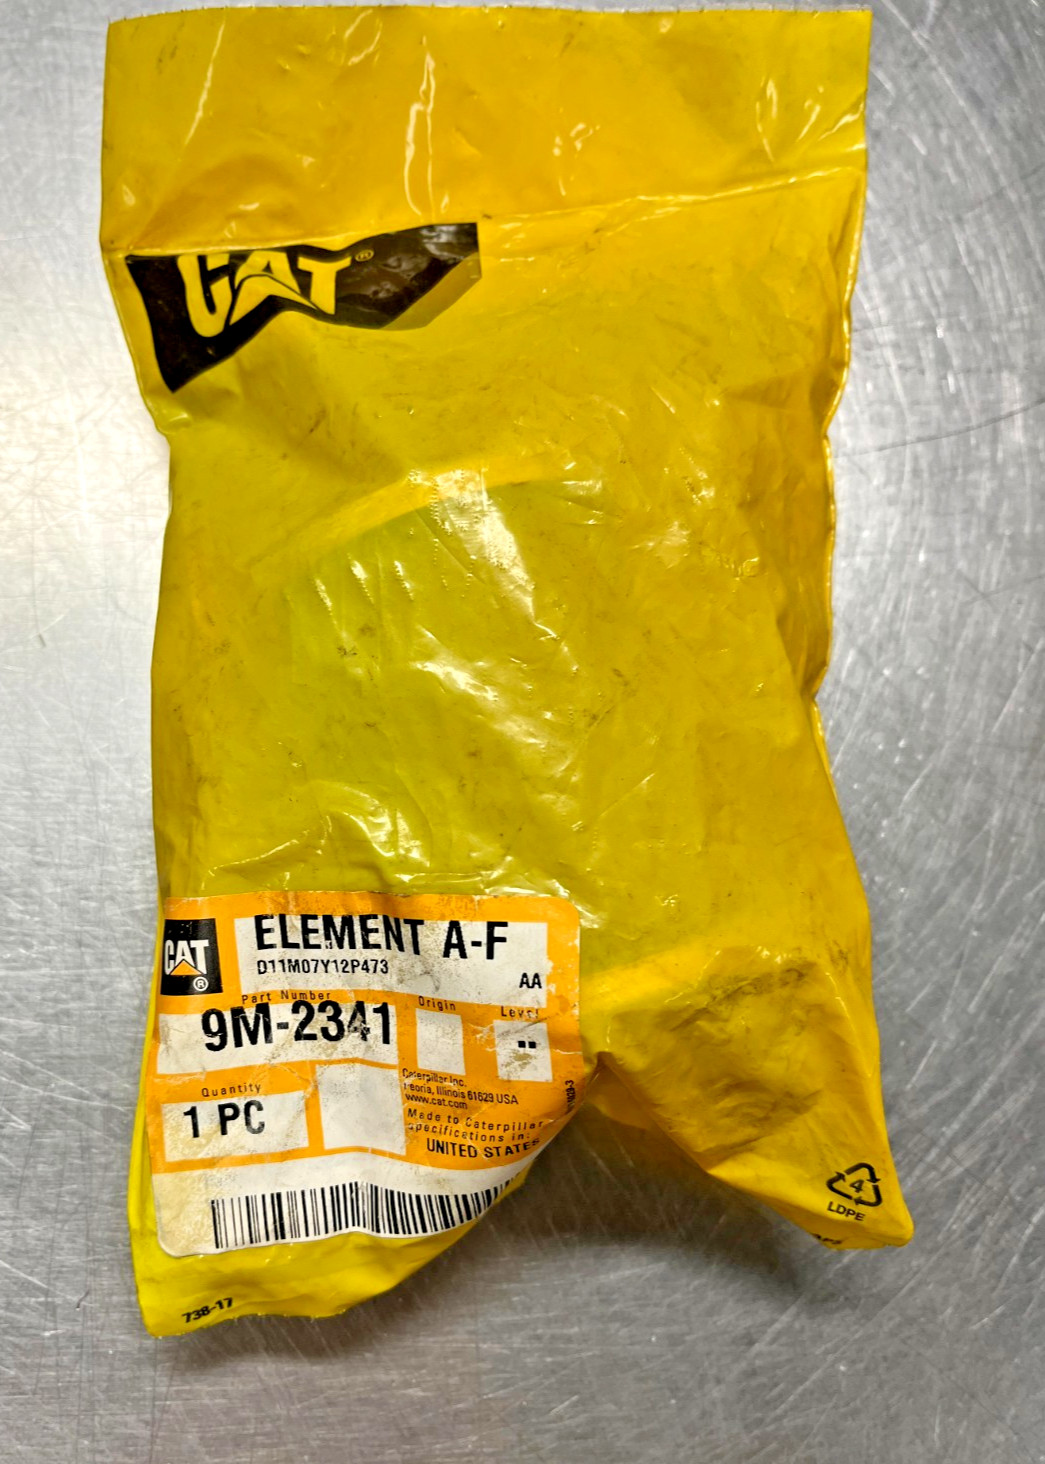 CAT®
CAT
®
ELEMENT A-F
D11M07Y12P473
AA
Part Number
Origin
Level
9M-2341
--
Quantity
1 PC
Caterpillar Inc.
Peoria, Illinois 61629 USA
www.cat.com
Made to Caterpillar
specifications in:
UNITED STATES
4
LDPE
738-17